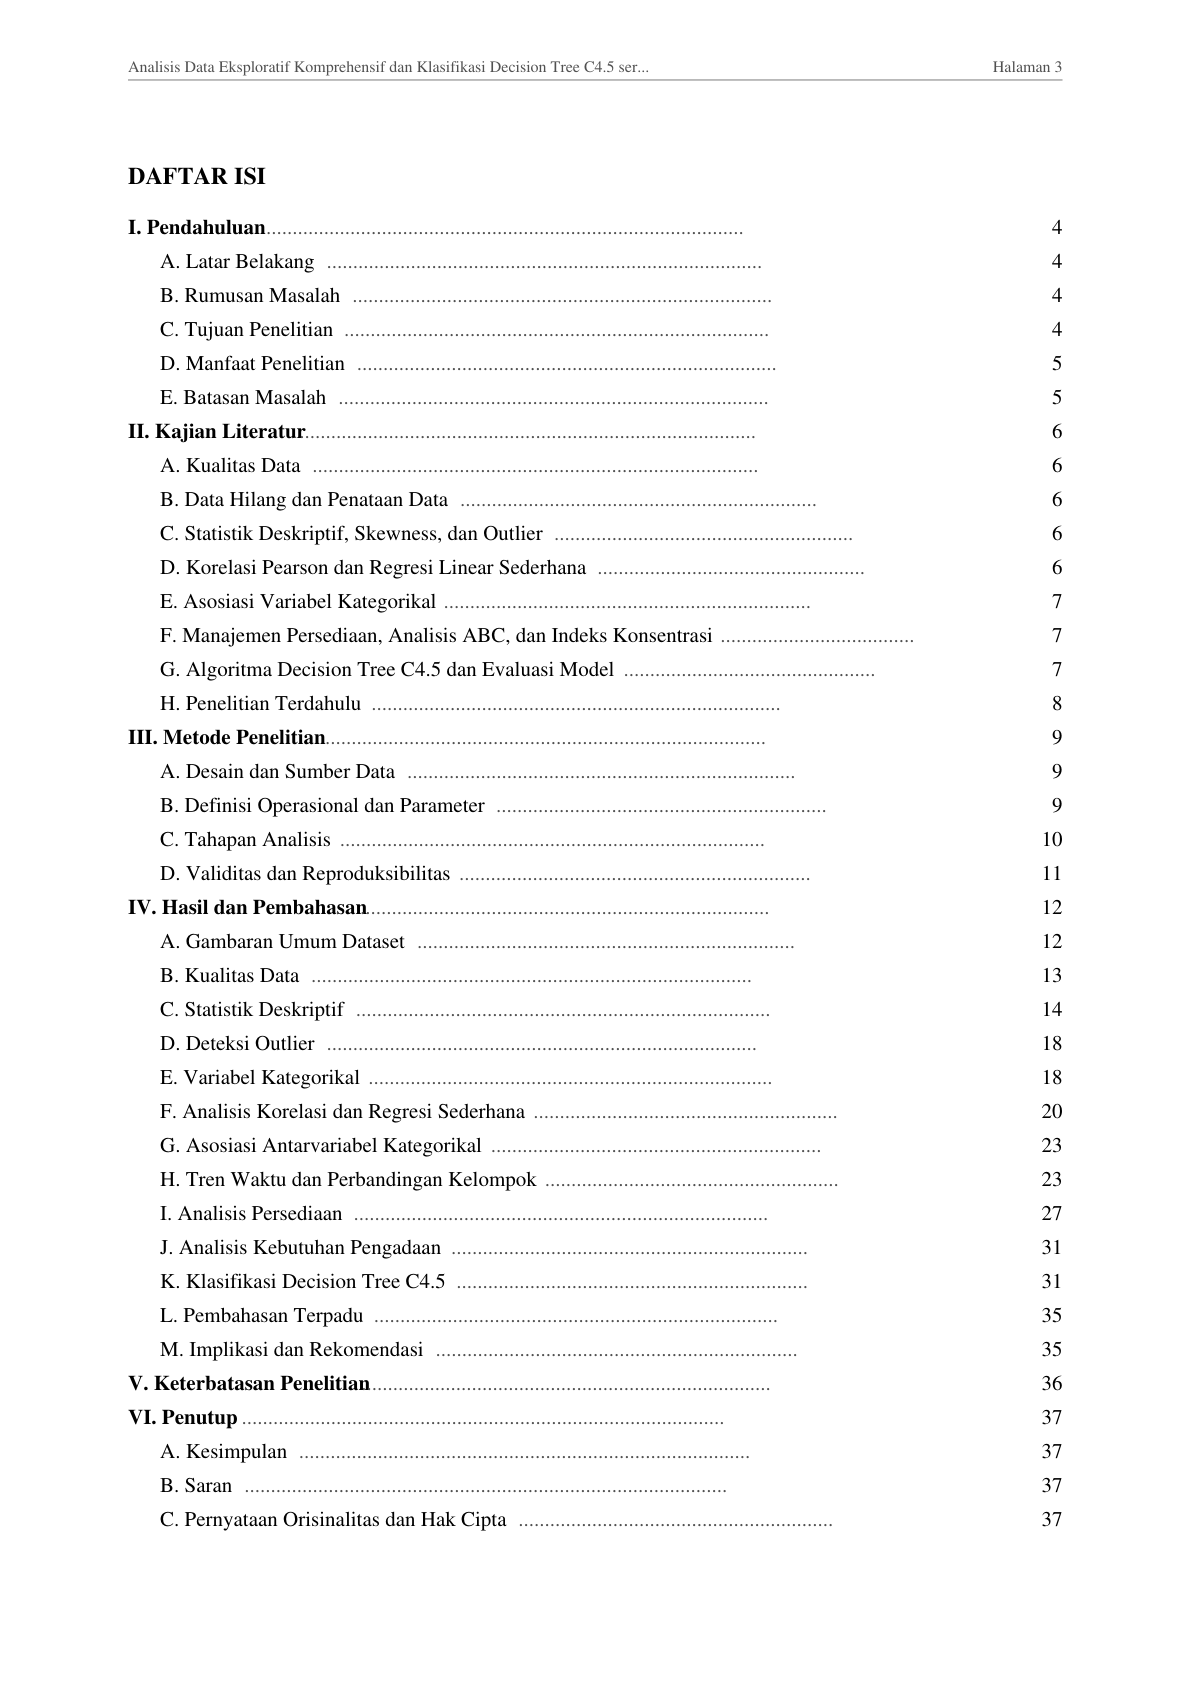 Analisis Data Eksploratif Komprehensif dan Klasifikasi Decision Tree C4.5 ser... Halaman 3
DAFTAR ISI
I. Pendahuluan........................................................................................... 4
A. Latar Belakang ................................................................................... 4
B. Rumusan Masalah ................................................................................ 4
C. Tujuan Penelitian ................................................................................. 4
D. Manfaat Penelitian ................................................................................ 5
E. Batasan Masalah .................................................................................. 5
II. Kajian Literatur...................................................................................... 6
A. Kualitas Data ..................................................................................... 6
B. Data Hilang dan Penataan Data .................................................................... 6
C. Statistik Deskriptif, Skewness, dan Outlier ......................................................... 6
D. Korelasi Pearson dan Regresi Linear Sederhana ................................................... 6
E. Asosiasi Variabel Kategorikal ...................................................................... 7
F. Manajemen Persediaan, Analisis ABC, dan Indeks Konsentrasi ..................................... 7
G. Algoritma Decision Tree C4.5 dan Evaluasi Model ................................................ 7
H. Penelitian Terdahulu .............................................................................. 8
III. Metode Penelitian.................................................................................... 9
A. Desain dan Sumber Data .......................................................................... 9
B. Definisi Operasional dan Parameter ............................................................... 9
C. Tahapan Analisis ................................................................................. 10
D. Validitas dan Reproduksibilitas ................................................................... 11
IV. Hasil dan Pembahasan............................................................................. 12
A. Gambaran Umum Dataset ........................................................................ 12
B. Kualitas Data .................................................................................... 13
C. Statistik Deskriptif ............................................................................... 14
D. Deteksi Outlier .................................................................................. 18
E. Variabel Kategorikal ............................................................................. 18
F. Analisis Korelasi dan Regresi Sederhana .......................................................... 20
G. Asosiasi Antarvariabel Kategorikal ............................................................... 23
H. Tren Waktu dan Perbandingan Kelompok ........................................................ 23
I. Analisis Persediaan ............................................................................... 27
J. Analisis Kebutuhan Pengadaan .................................................................... 31
K. Klasifikasi Decision Tree C4.5 ................................................................... 31
L. Pembahasan Terpadu ............................................................................. 35
M. Implikasi dan Rekomendasi ..................................................................... 35
V. Keterbatasan Penelitian............................................................................ 36
VI. Penutup ............................................................................................ 37
A. Kesimpulan ...................................................................................... 37
B. Saran ............................................................................................ 37
C. Pernyataan Orisinalitas dan Hak Cipta ............................................................ 37